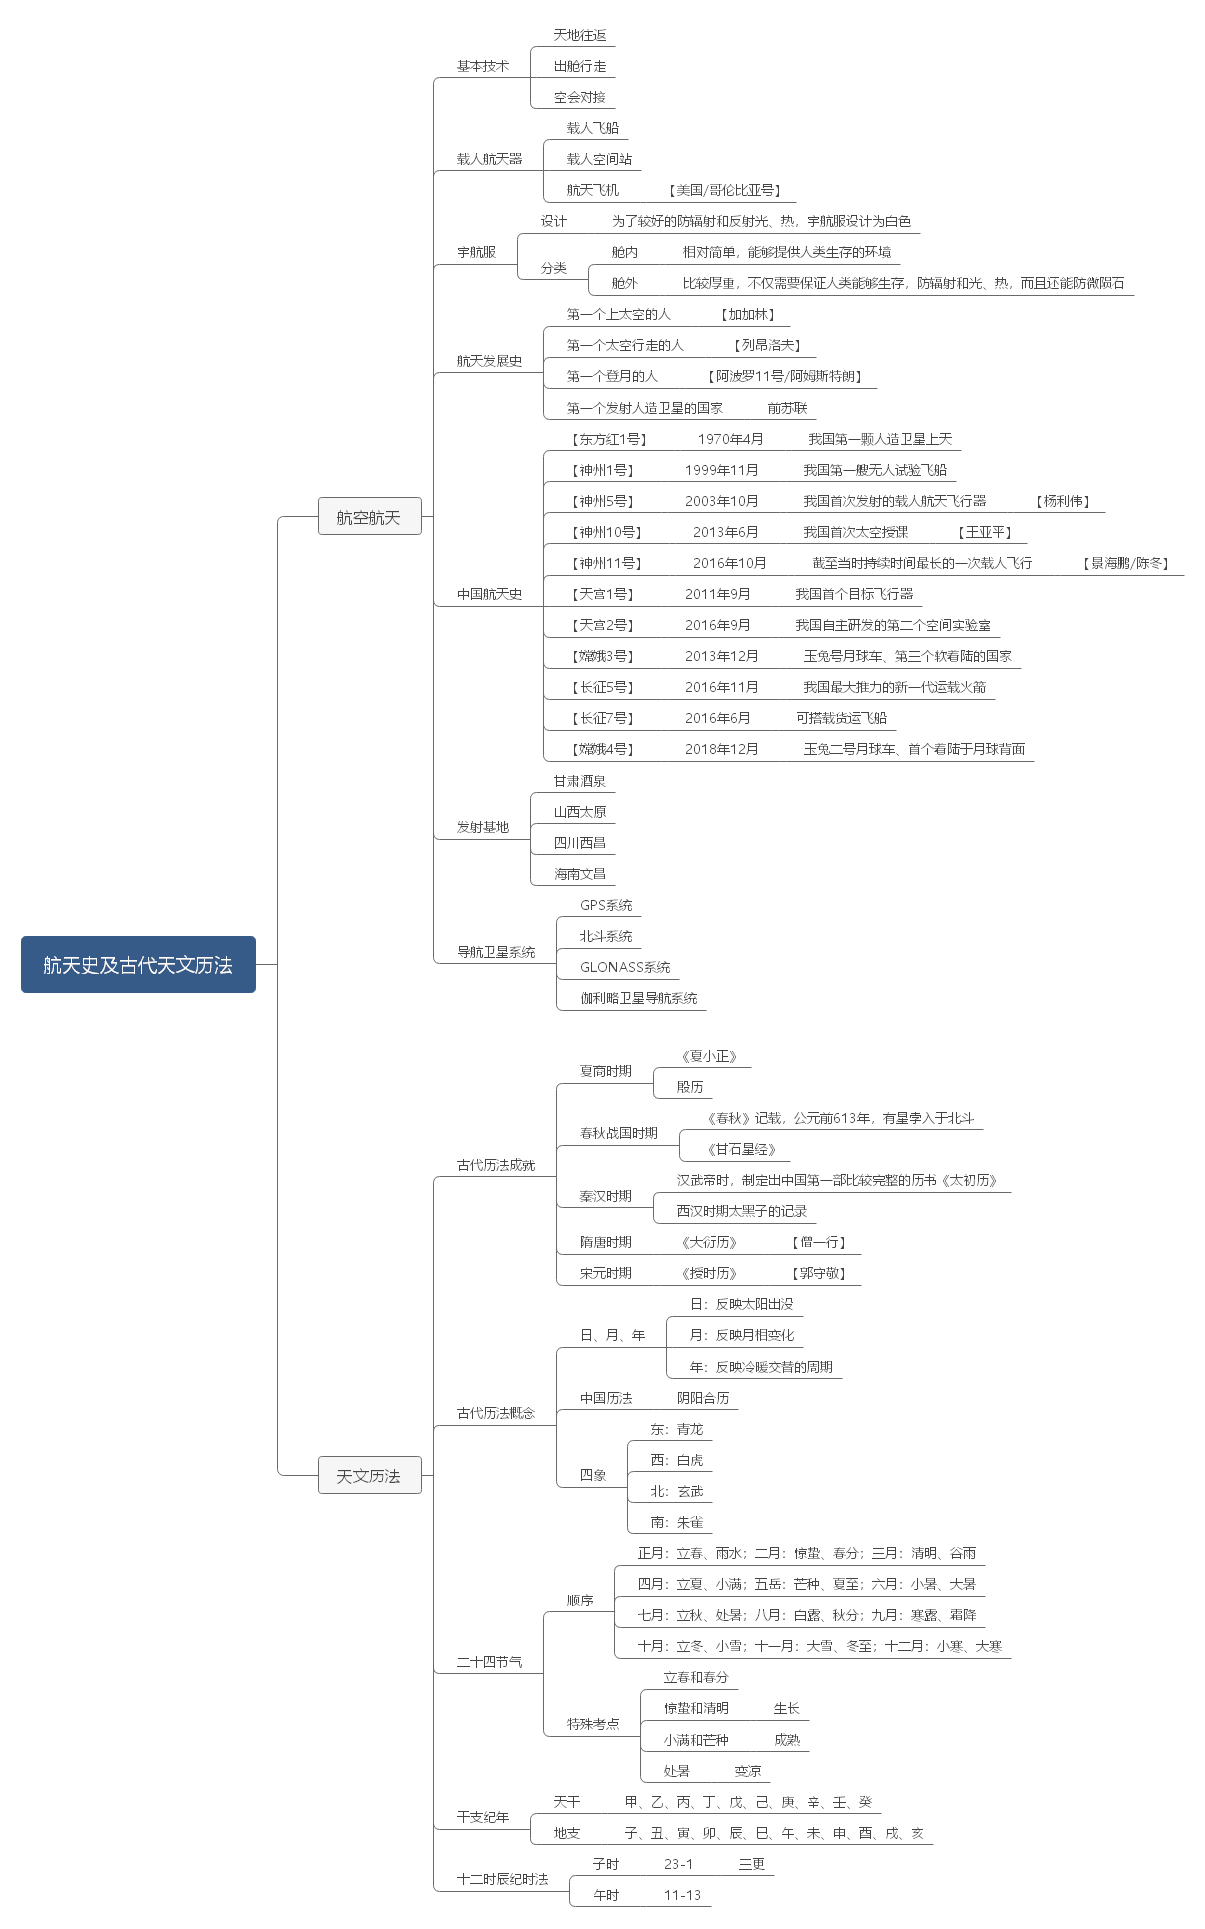 航天史及古代天文历法
航空航天
基本技术
天地往返
出舱行走
空会对接
载人航天器
载人飞船
载人空间站
航天飞机 【美国/哥伦比亚号】
宇航服
设计 为了较好的防辐射和反射光、热，宇航服设计为白色
分类
舱内 相对简单，能够提供人类生存的环境
舱外 比较厚重，不仅需要保证人类能够生存，防辐射和光、热，而且还能防微陨石
航天发展史
第一个上太空的人 【加加林】
第一个太空行走的人 【列昂洛夫】
第一个登月的人 【阿波罗11号/阿姆斯特朗】
第一个发射人造卫星的国家 前苏联
中国航天史
【东方红1号】 1970年4月 我国第一颗人造卫星上天
【神州1号】 1999年11月 我国第一艘无人试验飞船
【神州5号】 2003年10月 我国首次发射的载人航天飞行器 【杨利伟】
【神州10号】 2013年6月 我国首次太空授课 【王亚平】
【神州11号】 2016年10月 截至当时持续时间最长的一次载人飞行 【景海鹏/陈冬】
【天宫1号】 2011年9月 我国首个目标飞行器
【天宫2号】 2016年9月 我国自主研发的第二个空间实验室
【嫦娥3号】 2013年12月 玉兔号月球车、第三个软着陆的国家
【长征5号】 2016年11月 我国最大推力的新一代运载火箭
【长征7号】 2016年6月 可搭载货运飞船
【嫦娥4号】 2018年12月 玉兔二号月球车、首个着陆于月球背面
发射基地
甘肃酒泉
山西太原
四川西昌
海南文昌
导航卫星系统
GPS系统
北斗系统
GLONASS系统
伽利略卫星导航系统
天文历法
古代历法成就
夏商时期
《夏小正》
殷历
春秋战国时期
《春秋》记载，公元前613年，有星孛入于北斗
《甘石星经》
秦汉时期
汉武帝时，制定出中国第一部比较完整的历书《太初历》
西汉时期太黑子的记录
隋唐时期 《大衍历》 【僧一行】
宋元时期 《授时历》 【郭守敬】
古代历法概念
日、月、年
日：反映太阳出没
月：反映月相变化
年：反映冷暖交替的周期
中国历法 阴阳合历
四象
东：青龙
西：白虎
北：玄武
南：朱雀
二十四节气
顺序
正月：立春、雨水；二月：惊蛰、春分；三月：清明、谷雨
四月：立夏、小满；五岳：芒种、夏至；六月：小暑、大暑
七月：立秋、处暑；八月：白露、秋分；九月：寒露、霜降
十月：立冬、小雪；十一月：大雪、冬至；十二月：小寒、大寒
特殊考点
立春和春分
惊蛰和清明 生长
小满和芒种 成熟
处暑 变凉
干支纪年
天干 甲、乙、丙、丁、戊、己、庚、辛、壬、癸
地支 子、丑、寅、卯、辰、巳、午、未、申、酉、戌、亥
十二时辰纪时法
子时 23-1 三更
午时 11-13